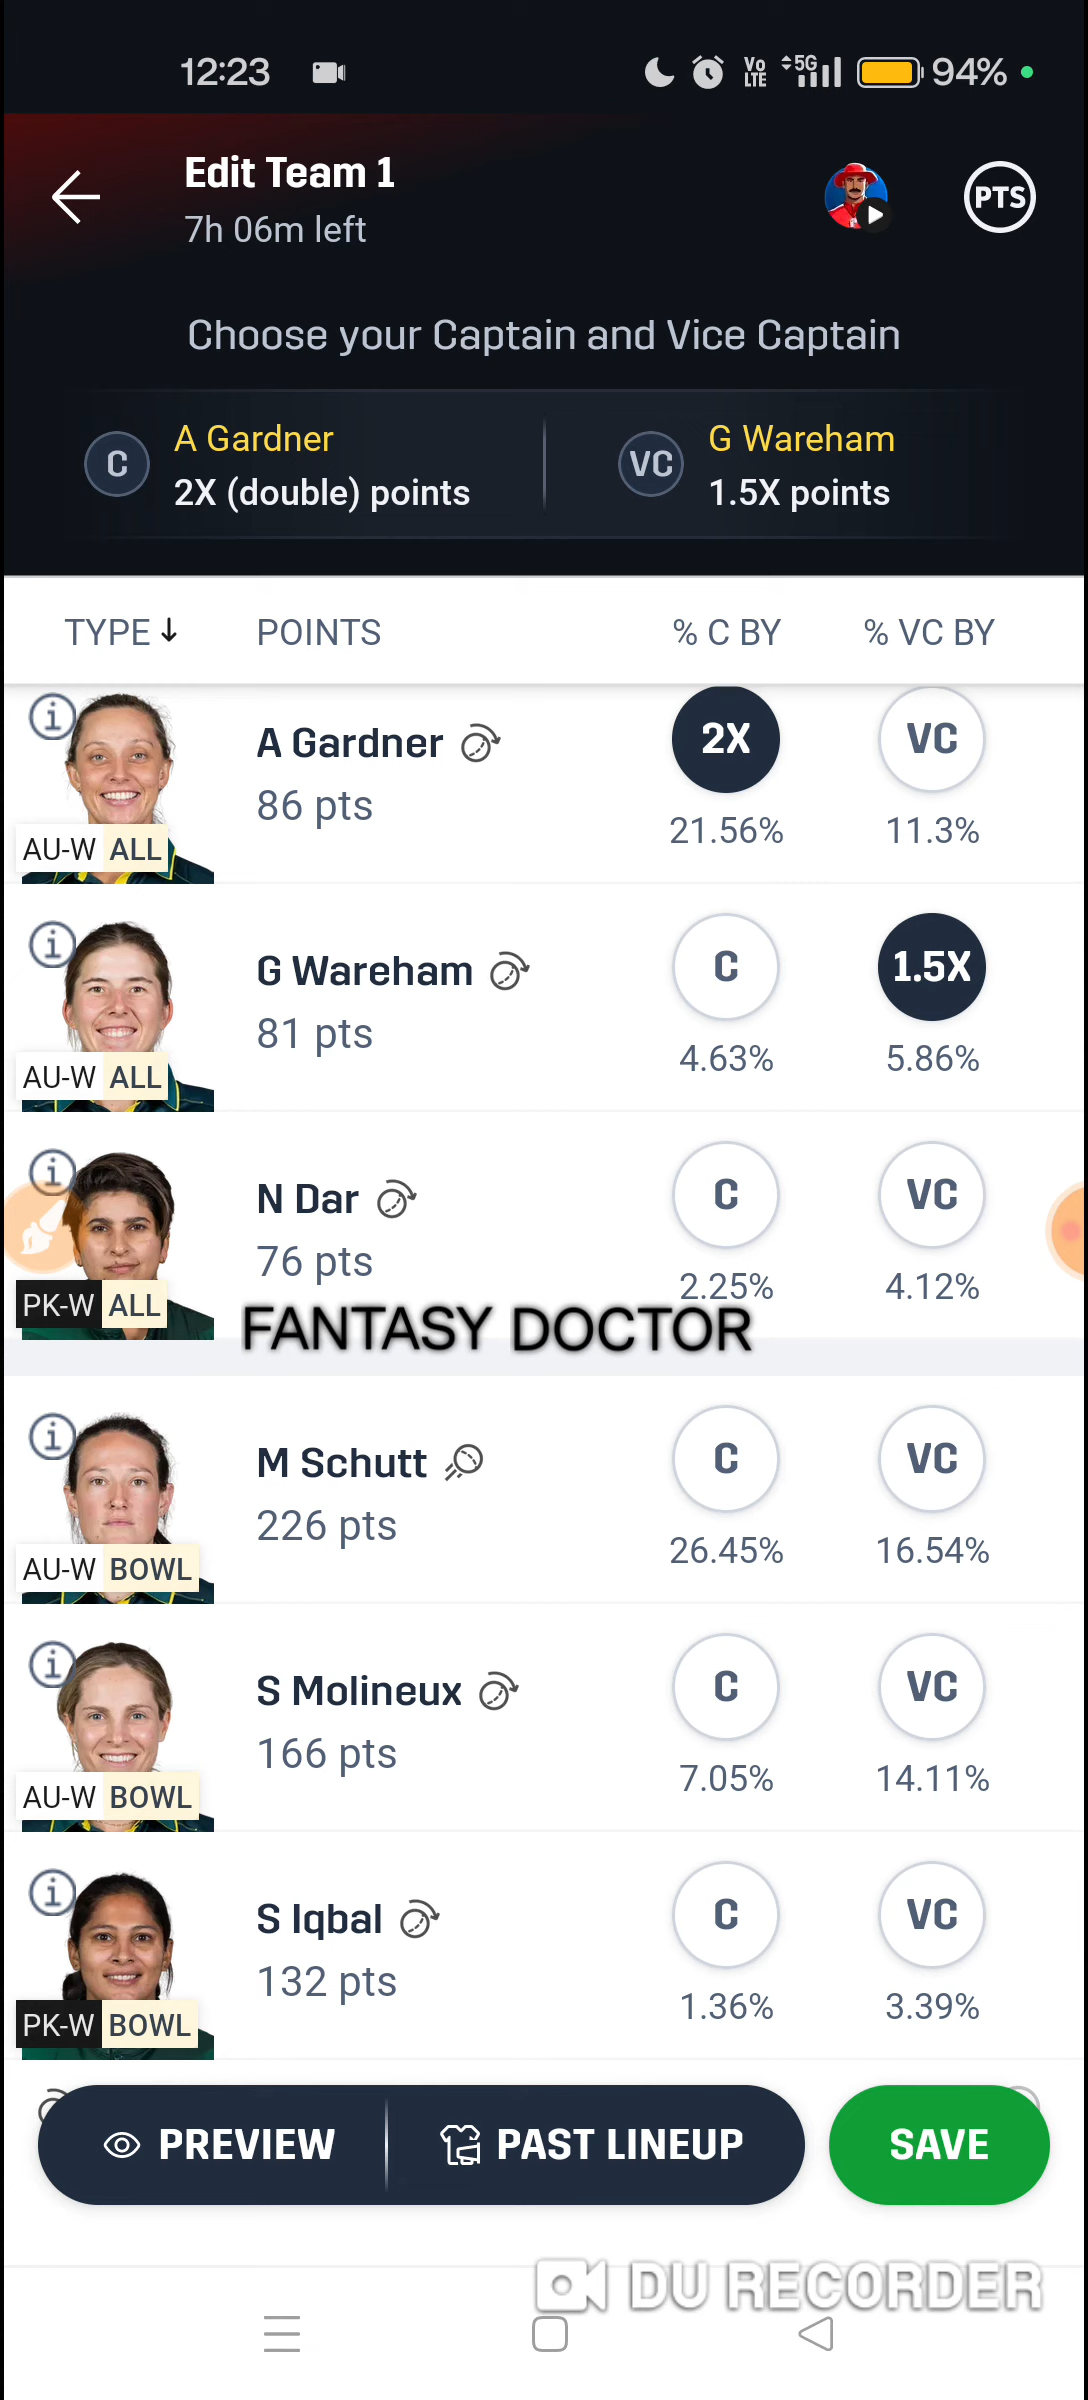 12:23 Vo LTE 5G 94%
Edit Team 1
7h 06m left
PTS
Choose your Captain and Vice Captain
C A Gardner VC G Wareham
2X (double) points 1.5X points
TYPE POINTS % C BY % VC BY
A Gardner 2X VC
86 pts 21.56% 11.3%
AU-W ALL
G Wareham C 1.5X
81 pts 4.63% 5.86%
AU-W ALL
N Dar C VC
76 pts 2.25% 4.12%
PK-W ALL
FANTASY DOCTOR
M Schutt C VC
226 pts 26.45% 16.54%
AU-W BOWL
S Molineux C VC
166 pts 7.05% 14.11%
AU-W BOWL
S Iqbal C VC
132 pts 1.36% 3.39%
PK-W BOWL
PREVIEW PAST LINEUP SAVE
DU RECORDER